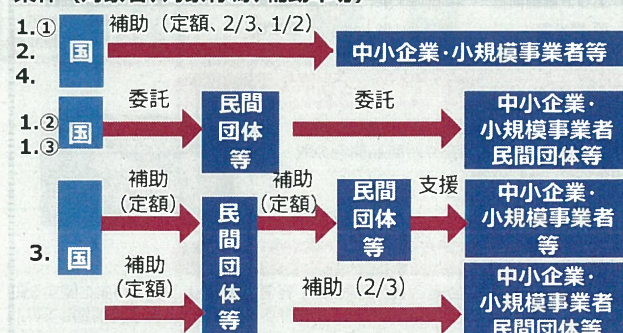 1.① 国 補助（定額、2/3、1/2） 中小企業・小規模事業者等
2.
4.
1.② 国 委託 民間団体等 委託 中小企業・
1.③ 小規模事業者
民間団体等
3. 国 補助
（定額）
民間団体等
補助
（定額）
民間団体等
支援
中小企業・
小規模事業者
等
補助
（定額）
補助（2/3）
中小企業・
小規模事業者
民間団体等